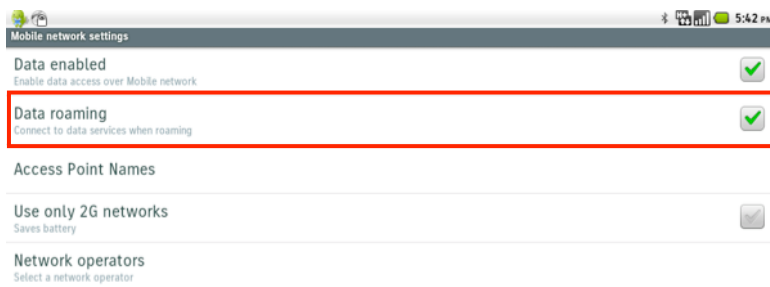 5:42 PM
Mobile network settings
Data enabled
Enable data access over Mobile network
Data roaming
Connect to data services when roaming
Access Point Names
Use only 2G networks
Saves battery
Network operators
Select a network operator